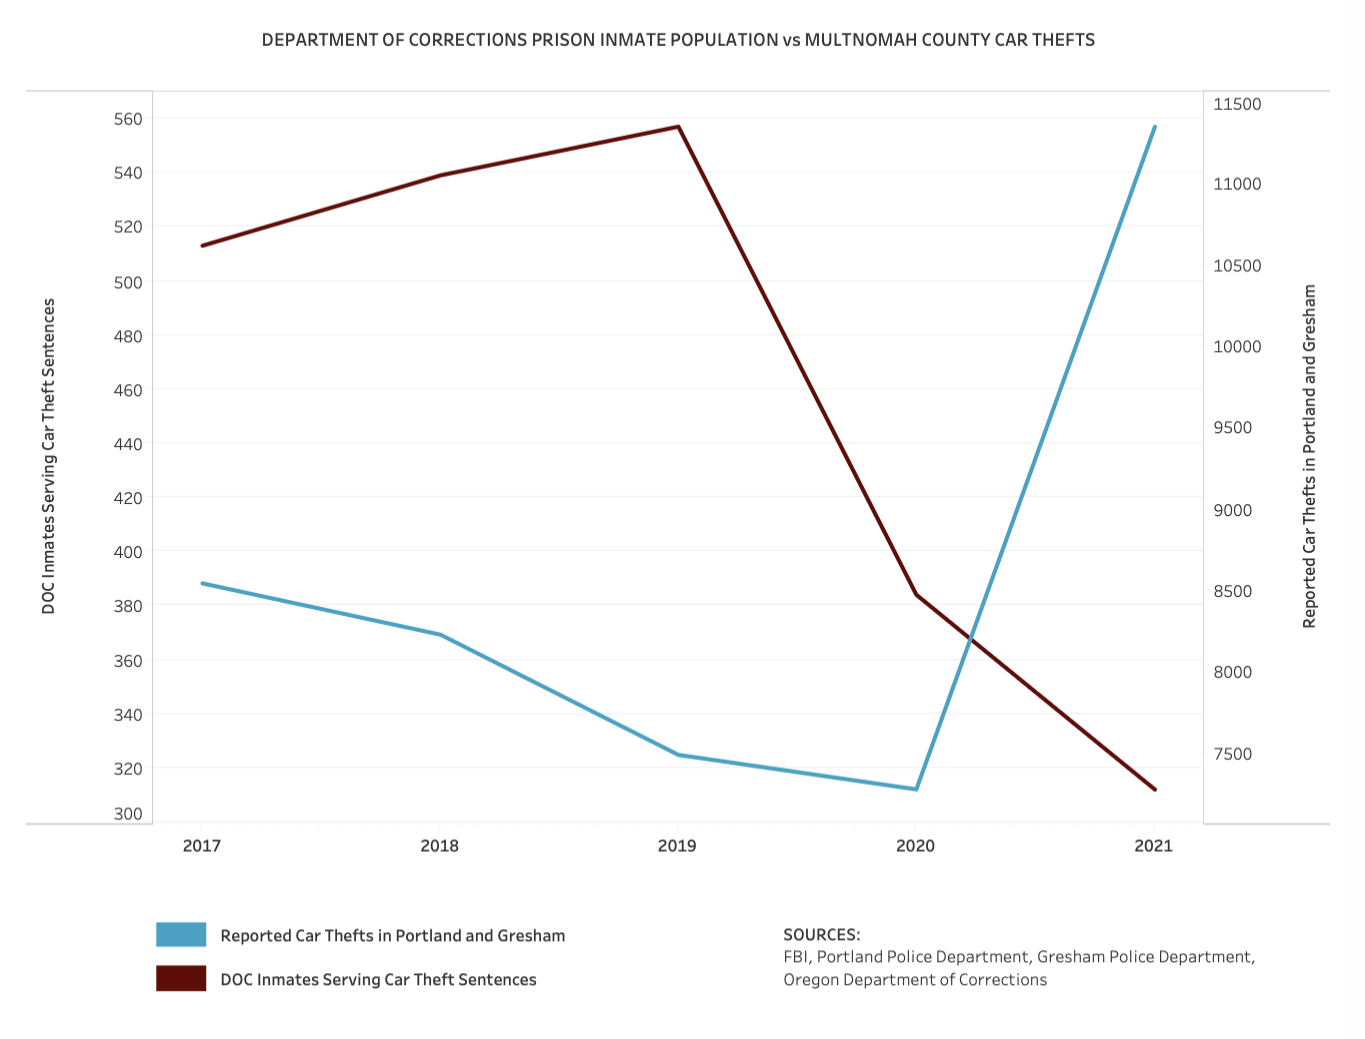 DEPARTMENT OF CORRECTIONS PRISON INMATE POPULATION vs MULTNOMAH COUNTY CAR THEFTS
DOC Inmates Serving Car Theft Sentences
560
540
520
500
480
460
440
420
400
380
360
340
320
300
11500
11000
10500
10000
9500
9000
8500
8000
7500
Reported Car Thefts in Portland and Gresham
2017 2018 2019 2020 2021
Reported Car Thefts in Portland and Gresham
DOC Inmates Serving Car Theft Sentences
SOURCES:
FBI, Portland Police Department, Gresham Police Department,
Oregon Department of Corrections